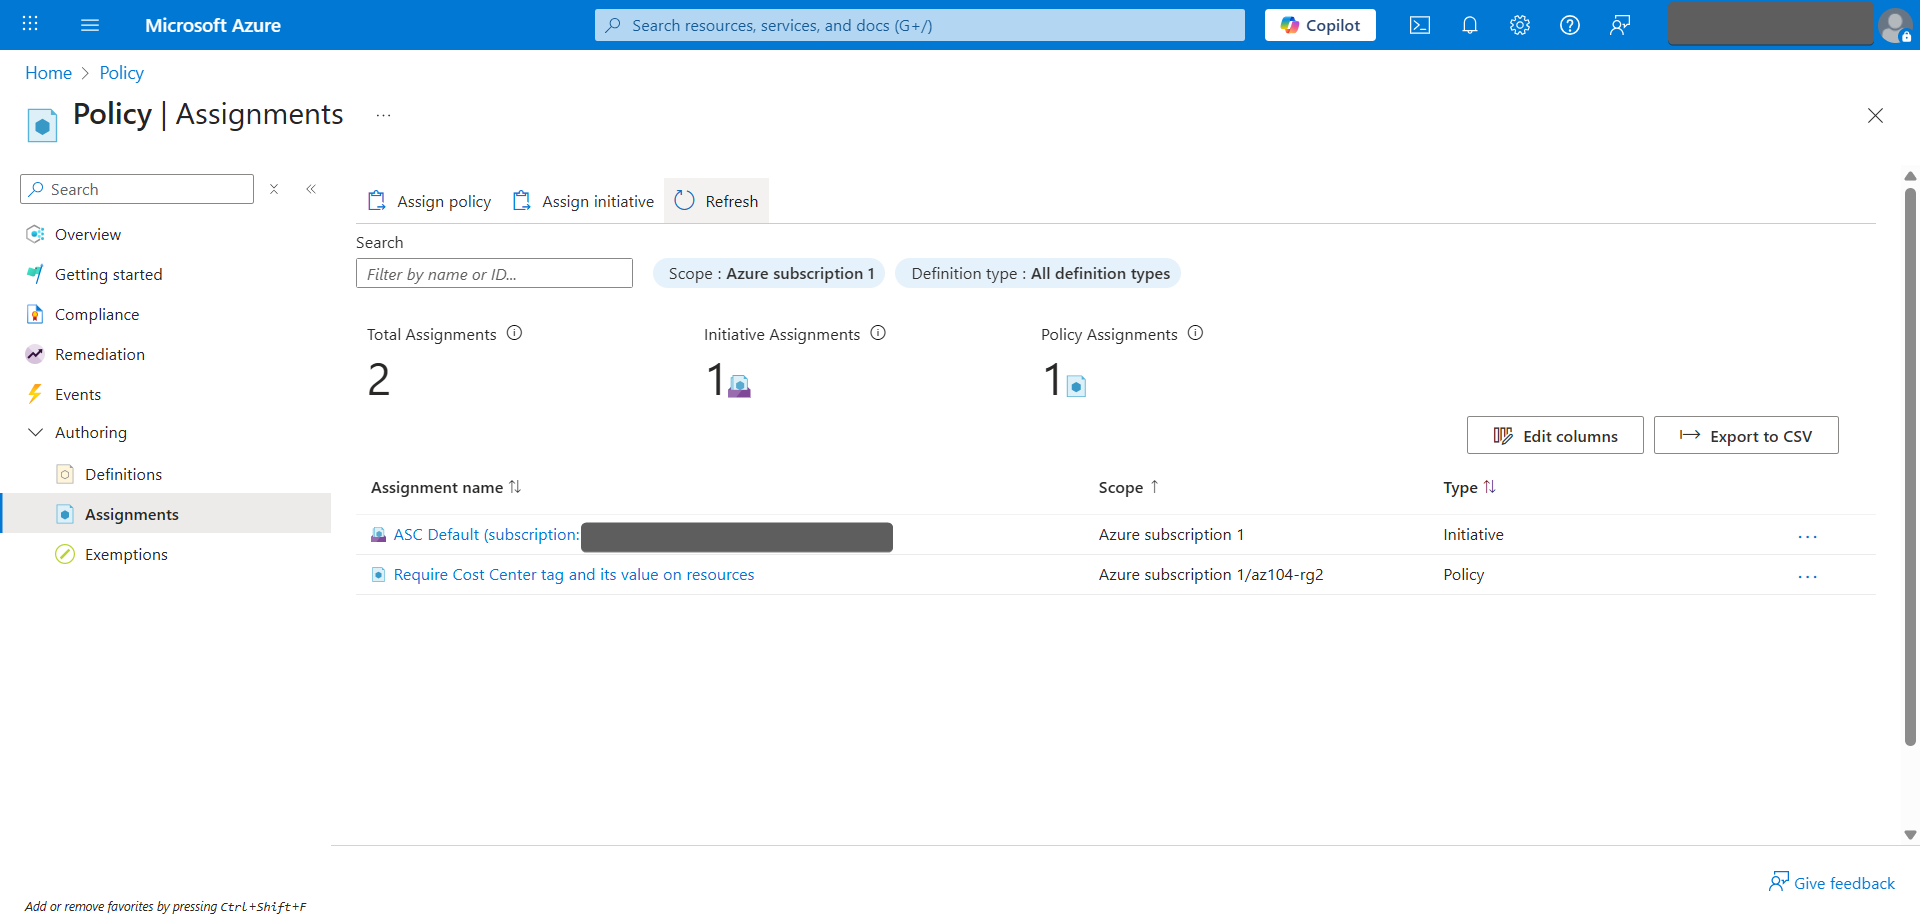 Microsoft Azure
Search resources, services, and docs (G+/)
Copilot
Home > Policy
Policy | Assignments ...
Search
Overview
Getting started
Compliance
Remediation
Events
Authoring
Definitions
Assignments
Exemptions
Add or remove favorites by pressing Ctrl+Shift+F
Assign policy Assign initiative Refresh
Search
Filter by name or ID...
Scope : Azure subscription 1
Definition type : All definition types
Total Assignments Initiative Assignments Policy Assignments
2 1 1
Edit columns Export to CSV
Assignment name Scope Type
ASC Default (subscription: Azure subscription 1 Initiative ...
Require Cost Center tag and its value on resources Azure subscription 1/az104-rg2 Policy ...
Give feedback